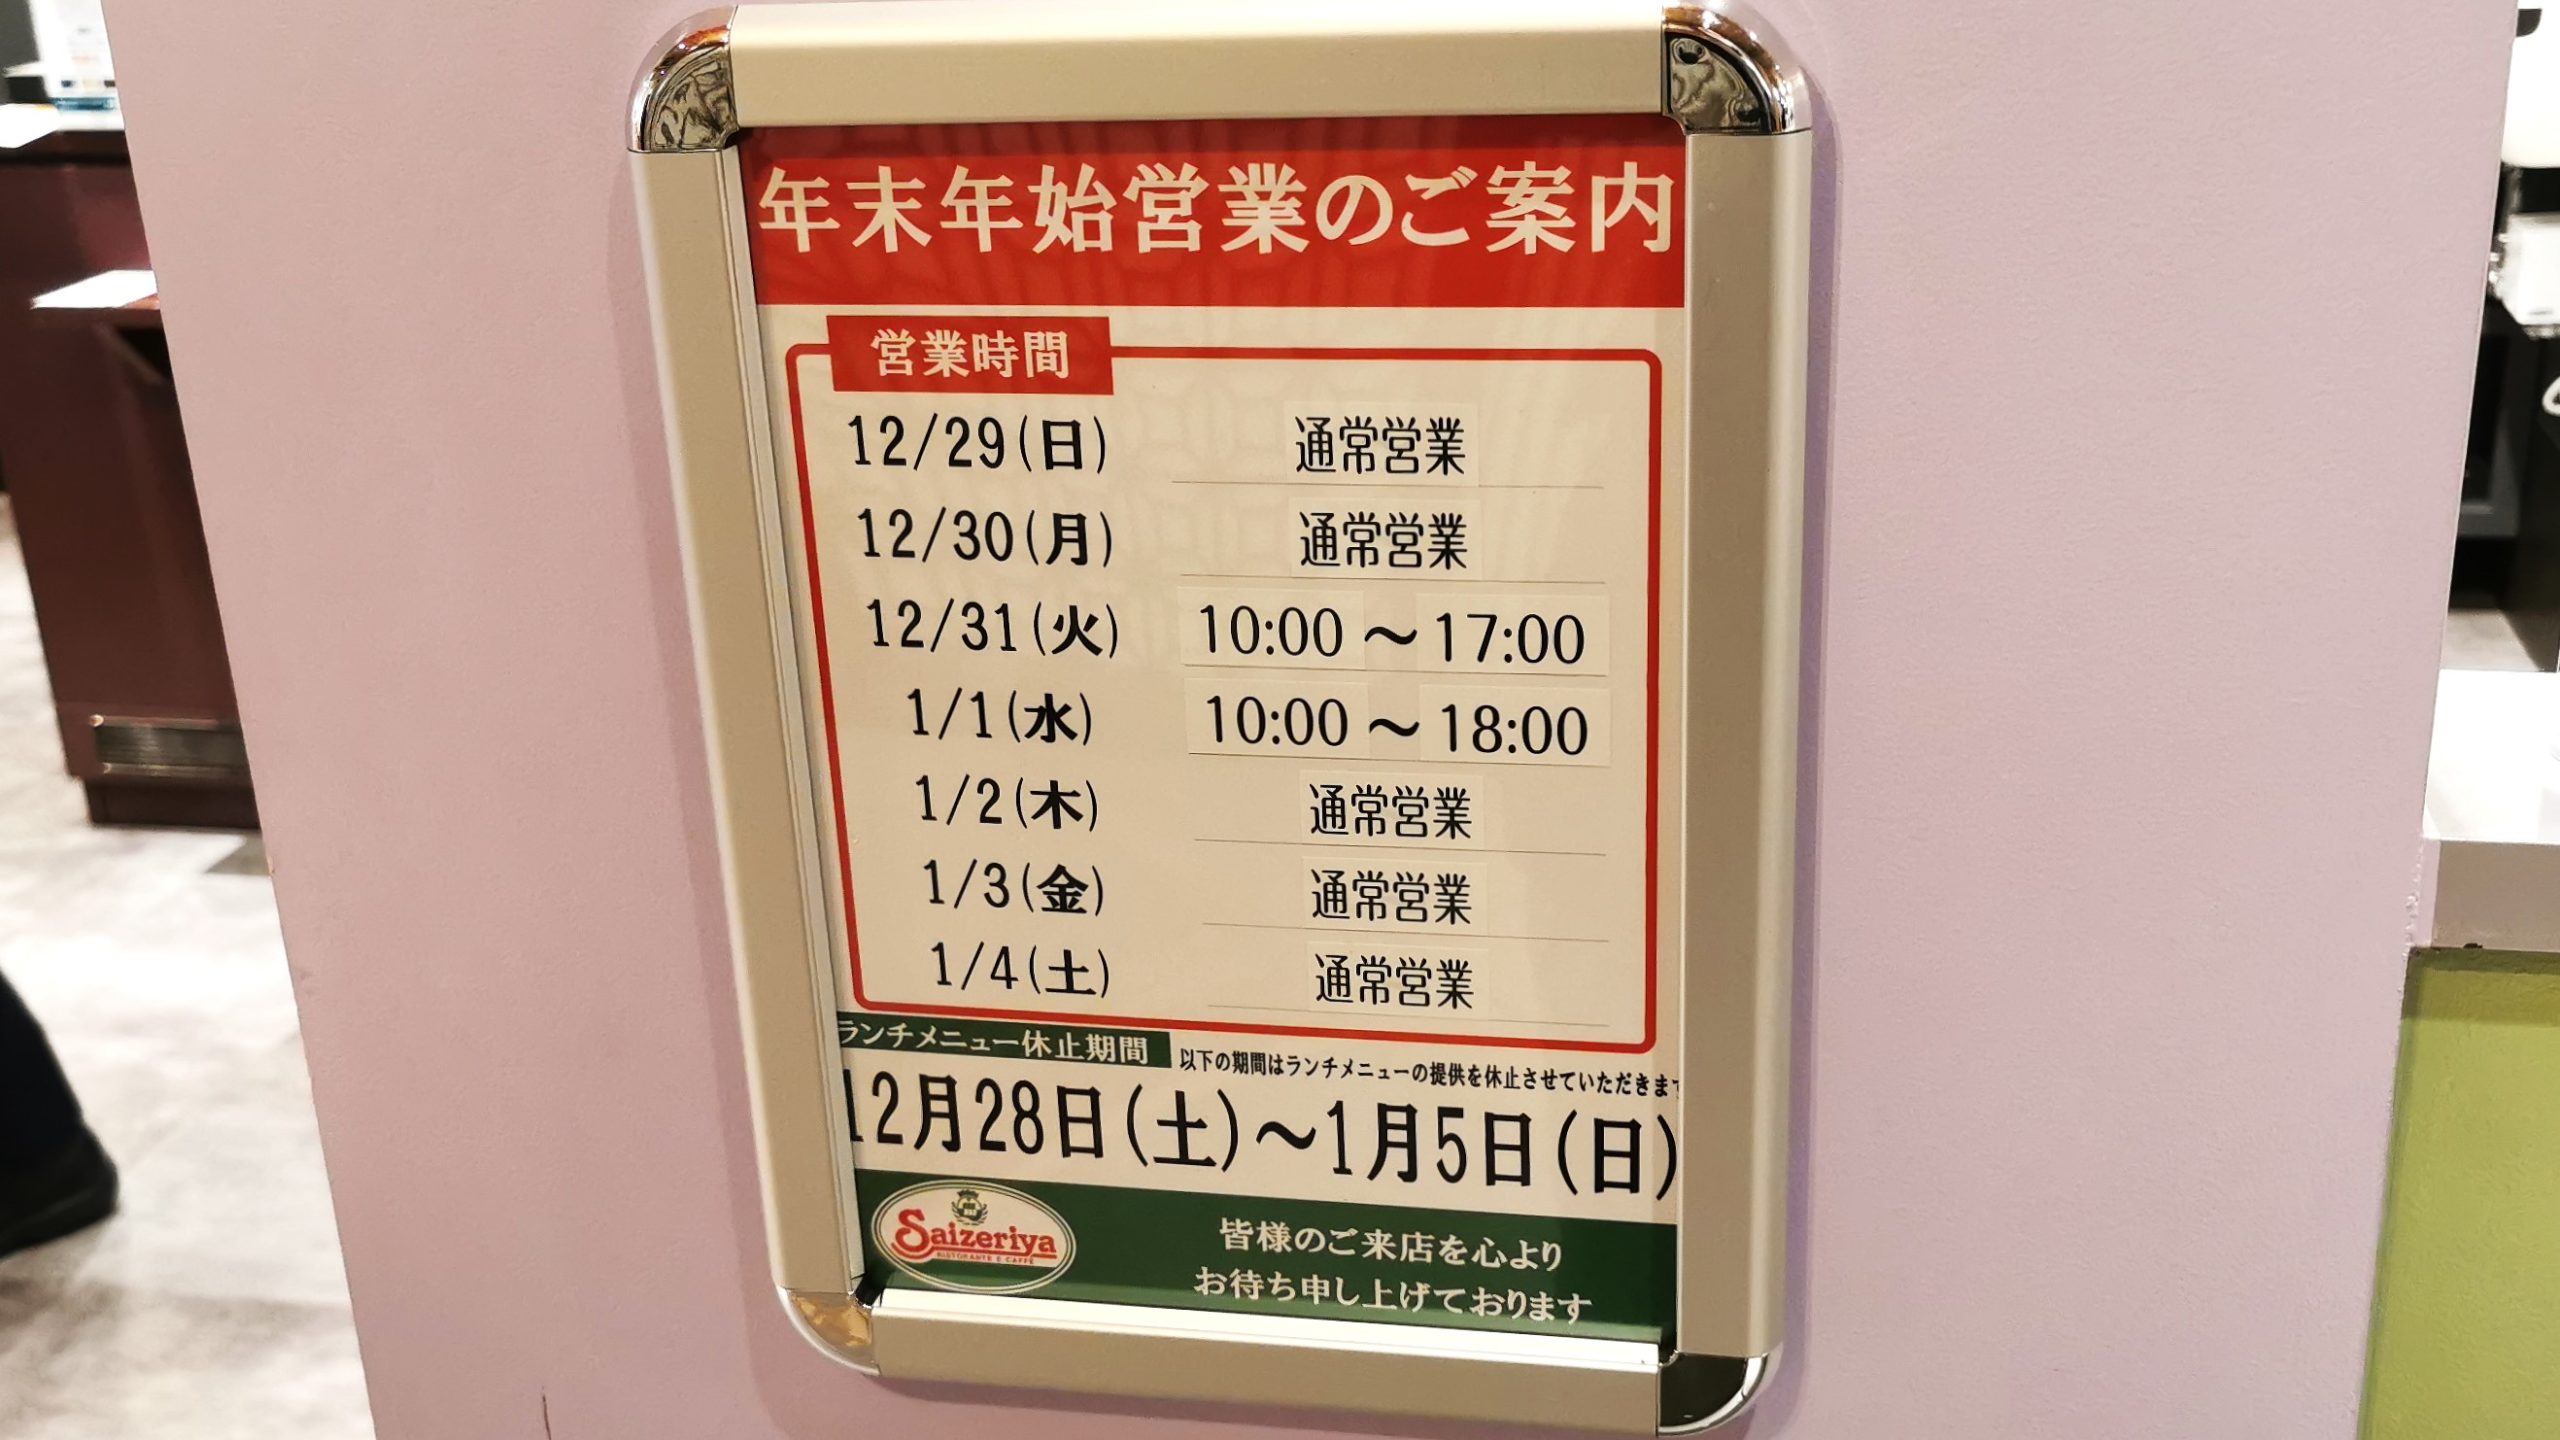 年末年始営業のご案内
営業時間
12/29(日) 通常営業
12/30(月) 通常営業
12/31(火) 10:00～17:00
1/1(水) 10:00～18:00
1/2(木) 通常営業
1/3(金) 通常営業
1/4(土) 通常営業
ランチメニュー休止期間 以下の期間はランチメニューの提供を休止させていただきます
12月28日(土)～1月5日(日)
Saizeriya
RISTORANTE E CAFFÈ
皆様のご来店を心より
お待ち申し上げております